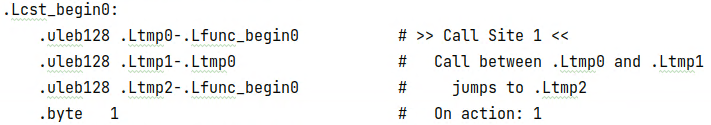 .Lcst_begin0:
    .uleb128 .Ltmp0-.Lfunc_begin0           # >> Call Site 1 <<
    .uleb128 .Ltmp1-.Ltmp0                  #   Call between .Ltmp0 and .Ltmp1
    .uleb128 .Ltmp2-.Lfunc_begin0           #     jumps to .Ltmp2
    .byte   1                               #   On action: 1